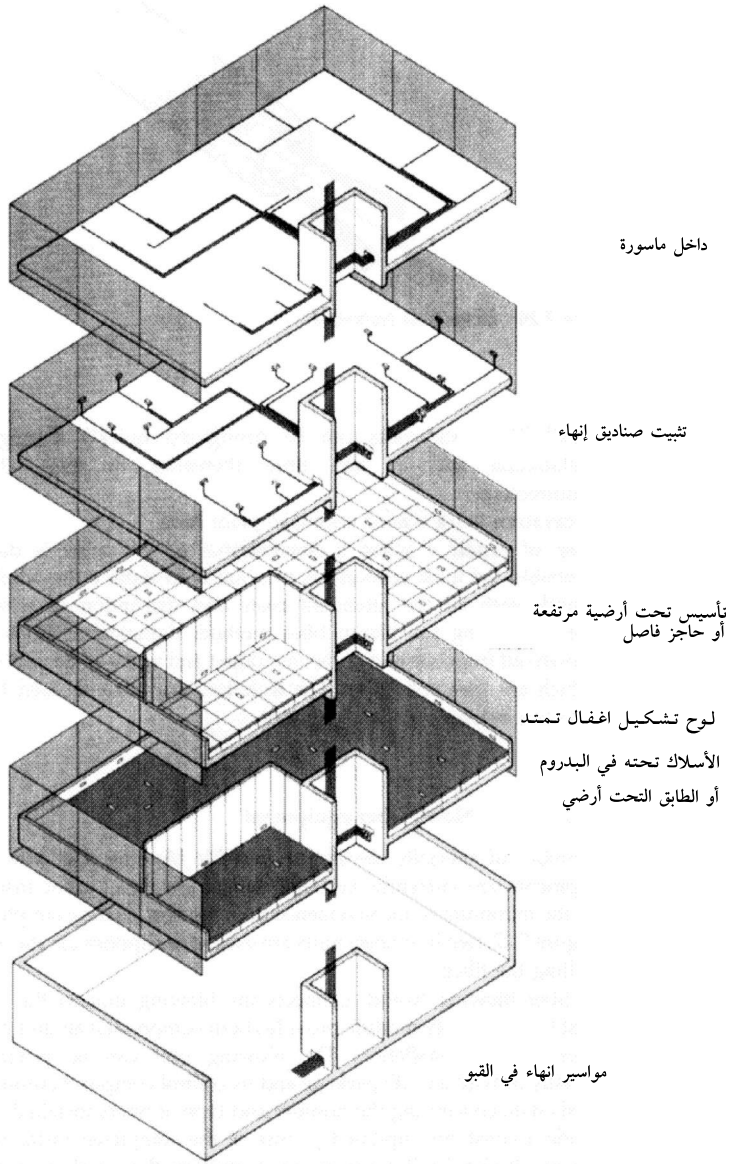 داخل ماسورة
تثبيت صناديق إنهاء
تأسيس تحت أرضية مرتفعة
أو حاجز فاصل
لوح تشكيل اغفال تمتد
الأسلاك تحته في البدروم
أو الطابق التحت أرضي
مواسير انهاء في القبو